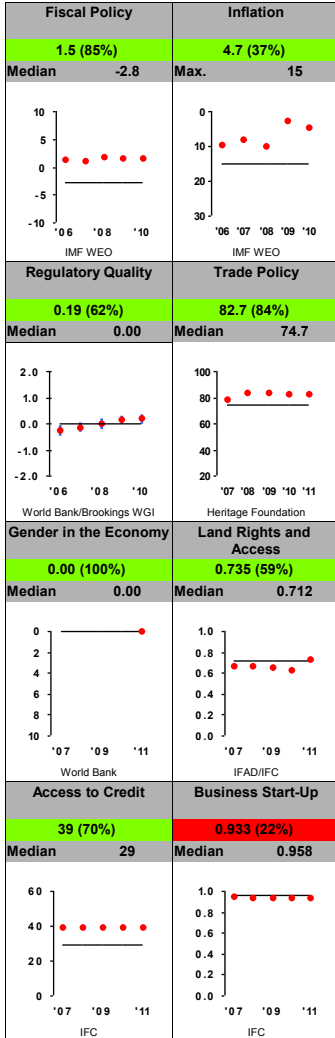 Fiscal Policy
1.5 (85%)
Median -2.8
10
5
0
-5
-10
'06 '08 '10
IMF WEO
Inflation
4.7 (37%)
Max. 15
0
10
20
30
'06 '07 '08 '09 '10
IMF WEO
Regulatory Quality
0.19 (62%)
Median 0.00
2.0
1.0
0.0
-1.0
-2.0
'06 '08 '10
World Bank/Brookings WGI
Trade Policy
82.7 (84%)
Median 74.7
100
80
60
40
20
'07 '08 '09 '10 '11
Heritage Foundation
Gender in the Economy
0.00 (100%)
Median 0.00
0
2
4
6
8
10
'07 '09 '11
World Bank
Land Rights and
Access
0.735 (59%)
Median 0.712
1.0
0.8
0.6
0.4
0.2
0.0
'07 '09 '11
IFAD/IFC
Access to Credit
39 (70%)
Median 29
60
40
20
0
'07 '09 '11
IFC
Business Start-Up
0.933 (22%)
Median 0.958
1.0
0.8
0.6
0.4
0.2
0.0
'07 '09 '11
IFC